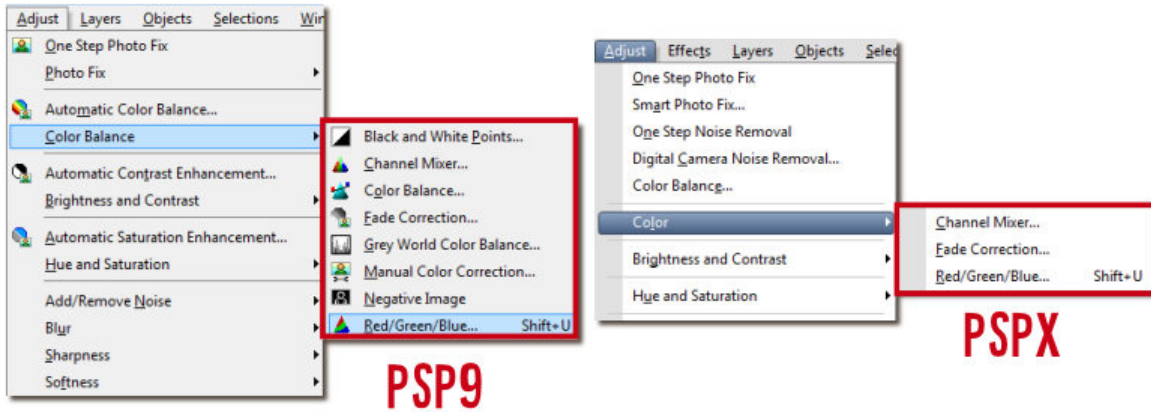 Adjust Layers Objects Selections Win
One Step Photo Fix
Photo Fix
Automatic Color Balance...
Color Balance
Automatic Contrast Enhancement...
Brightness and Contrast
Automatic Saturation Enhancement...
Hue and Saturation
Add/Remove Noise
Blur
Sharpness
Softness
Black and White Points...
Channel Mixer...
Color Balance...
Fade Correction...
Grey World Color Balance...
Manual Color Correction...
Negative Image
Red/Green/Blue... Shift+U
PSP9
Adjust Effects Layers Objects Selec
One Step Photo Fix
Smart Photo Fix...
One Step Noise Removal
Digital Camera Noise Removal...
Color Balance...
Color
Brightness and Contrast
Hue and Saturation
Channel Mixer...
Fade Correction...
Red/Green/Blue... Shift+U
PSPX